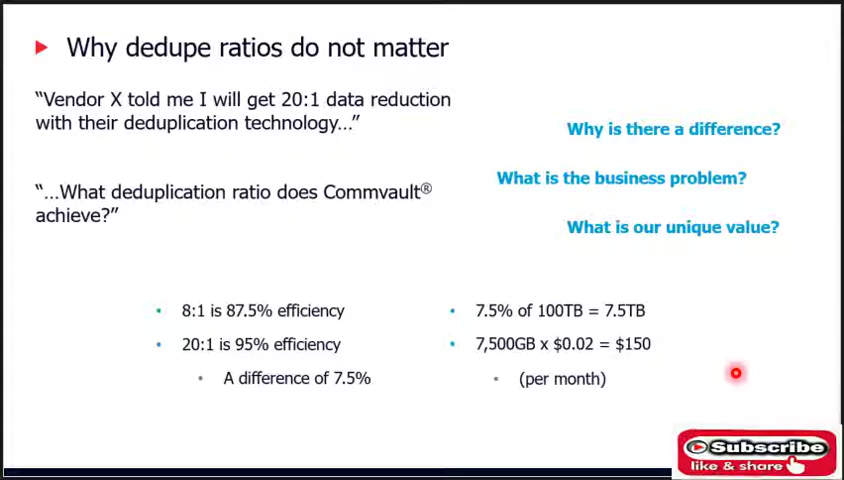 Why dedupe ratios do not matter
“Vendor X told me I will get 20:1 data reduction
with their deduplication technology…”
“…What deduplication ratio does Commvault®
achieve?”
Why is there a difference?
What is the business problem?
What is our unique value?
8:1 is 87.5% efficiency
20:1 is 95% efficiency
A difference of 7.5%
7.5% of 100TB = 7.5TB
7,500GB x $0.02 = $150
(per month)
Subscribe
like & share